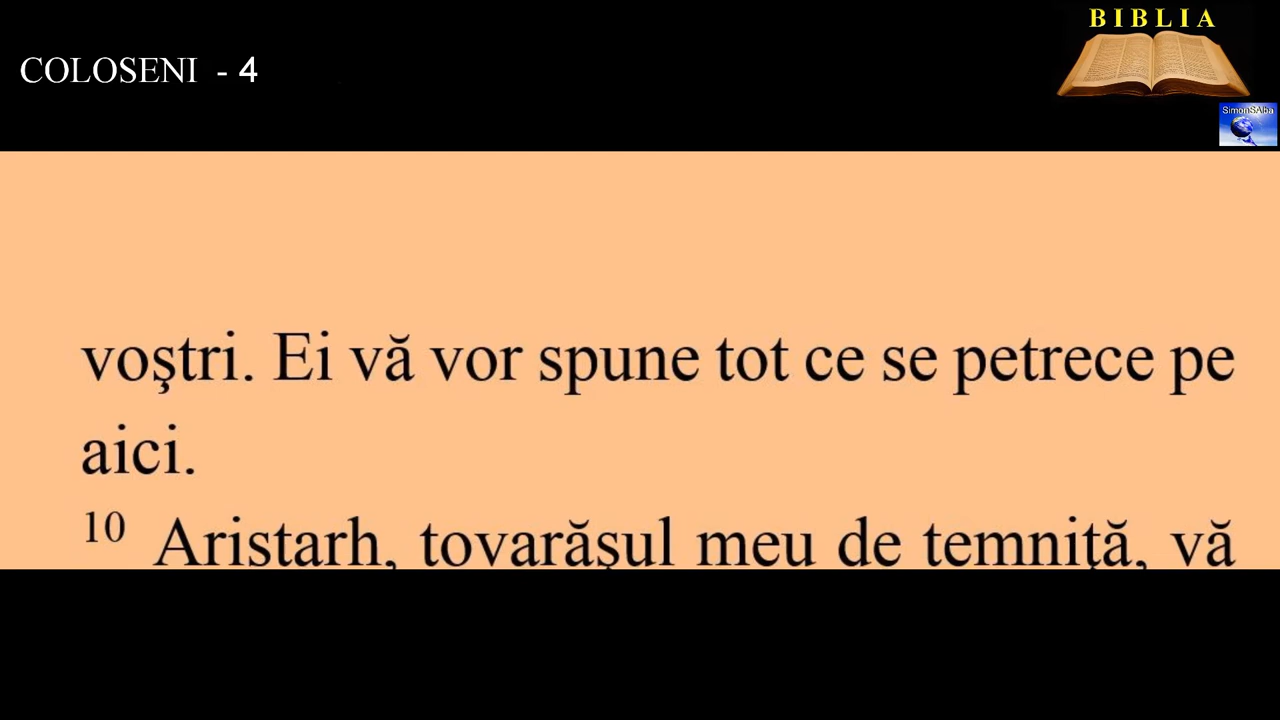 BIBLIA
COLOSENI - 4
SimonSAlba
voştri. Ei vă vor spune tot ce se petrece pe
aici.
10 Aristarh, tovarăşul meu de temniţă, vă